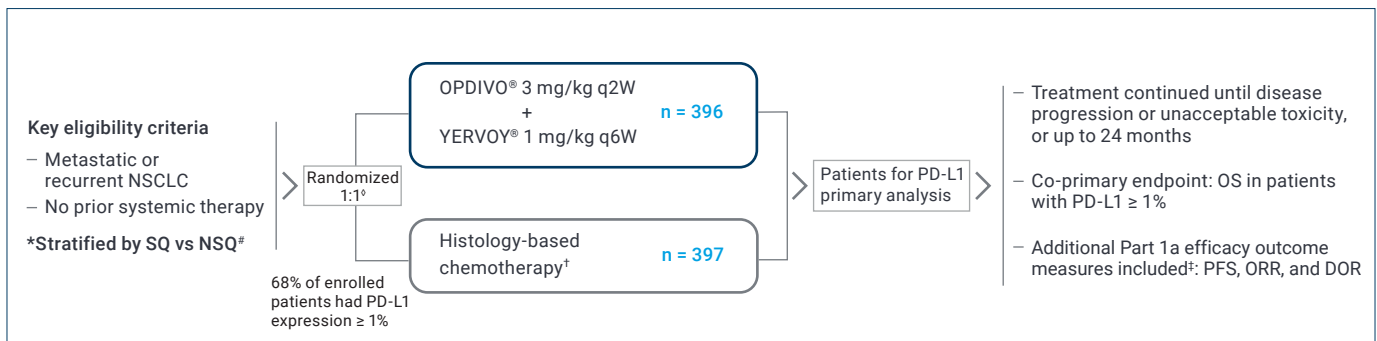 Key eligibility criteria
– Metastatic or
recurrent NSCLC
– No prior systemic therapy
*Stratified by SQ vs NSQ#
Randomized
1:1◊
68% of enrolled
patients had PD-L1
expression ≥ 1%
OPDIVO® 3 mg/kg q2W
+
YERVOY® 1 mg/kg q6W
n = 396
Histology-based
chemotherapy†
n = 397
Patients for PD-L1
primary analysis
– Treatment continued until disease
progression or unacceptable toxicity,
or up to 24 months
– Co-primary endpoint: OS in patients
with PD-L1 ≥ 1%
– Additional Part 1a efficacy outcome
measures included‡: PFS, ORR, and DOR